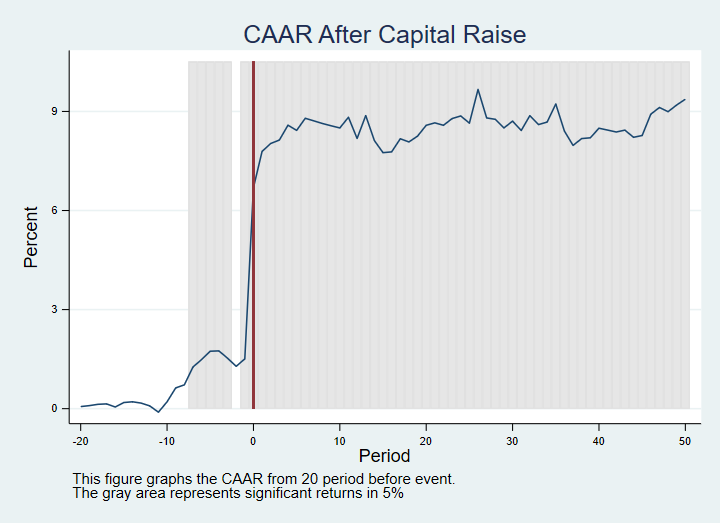 CAAR After Capital Raise
9
6
3
0
Percent
-20
-10
0
10
20
30
40
50
Period
This figure graphs the CAAR from 20 period before event.
The gray area represents significant returns in 5%